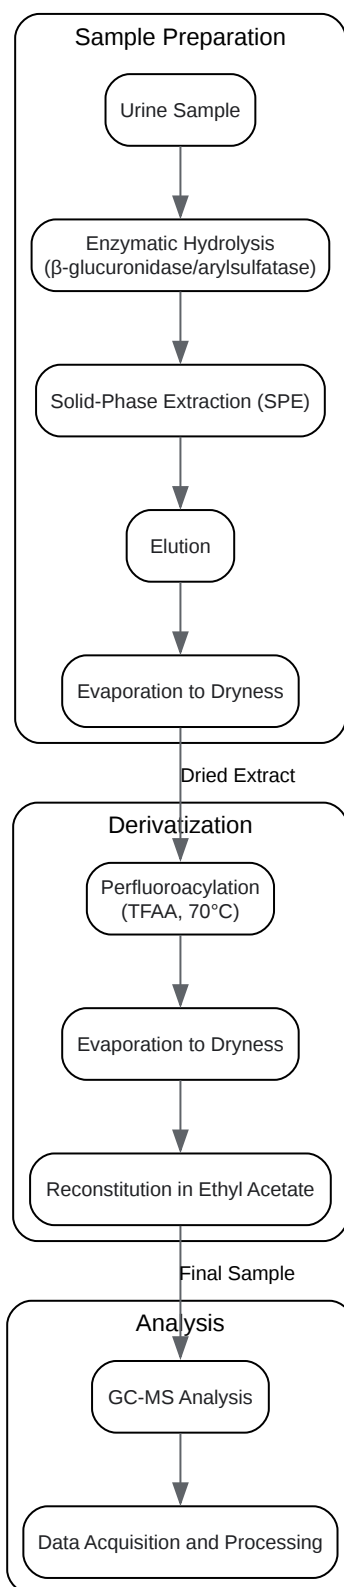 Sample Preparation
Urine Sample
Enzymatic Hydrolysis
(β-glucuronidase/arylsulfatase)
Solid-Phase Extraction (SPE)
Elution
Evaporation to Dryness
Dried Extract
Derivatization
Perfluoroacylation
(TFAA, 70°C)
Evaporation to Dryness
Reconstitution in Ethyl Acetate
Final Sample
Analysis
GC-MS Analysis
Data Acquisition and Processing